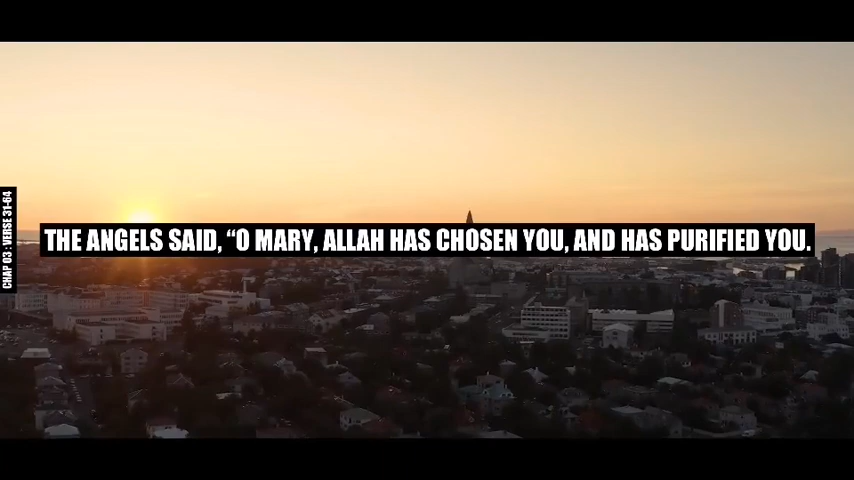 CHAP 03 : VERSE 31-64
THE ANGELS SAID, “O MARY, ALLAH HAS CHOSEN YOU, AND HAS PURIFIED YOU.